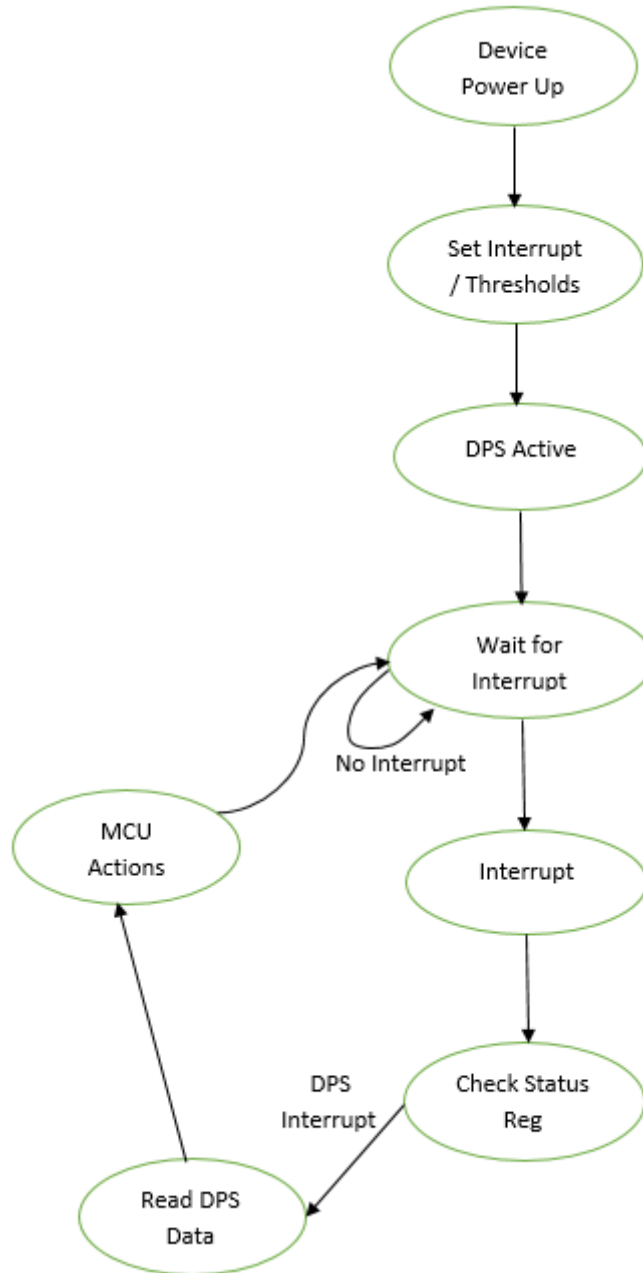 Device
Power Up
Set Interrupt
/ Thresholds
DPS Active
Wait for
Interrupt
No Interrupt
MCU
Actions
Interrupt
DPS
Interrupt
Check Status
Reg
Read DPS
Data